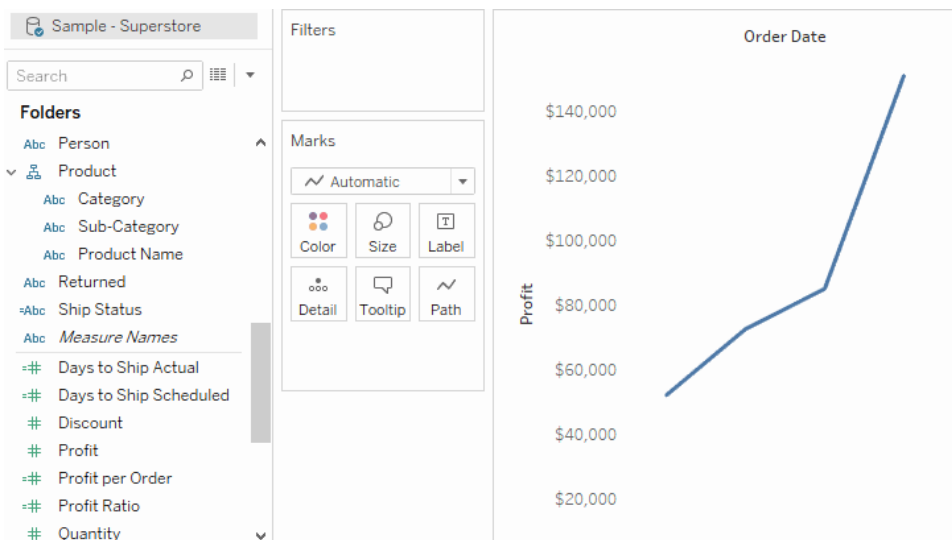 Sample - Superstore
Search
Folders
Abc Person
Product
Abc Category
Abc Sub-Category
Abc Product Name
Abc Returned
=Abc Ship Status
Abc Measure Names
=# Days to Ship Actual
=# Days to Ship Scheduled
# Discount
# Profit
=# Profit per Order
=# Profit Ratio
# Quantity
Filters
Marks
Automatic
Color Size T Label
Detail Tooltip Path
Order Date
Profit
$140,000
$120,000
$100,000
$80,000
$60,000
$40,000
$20,000